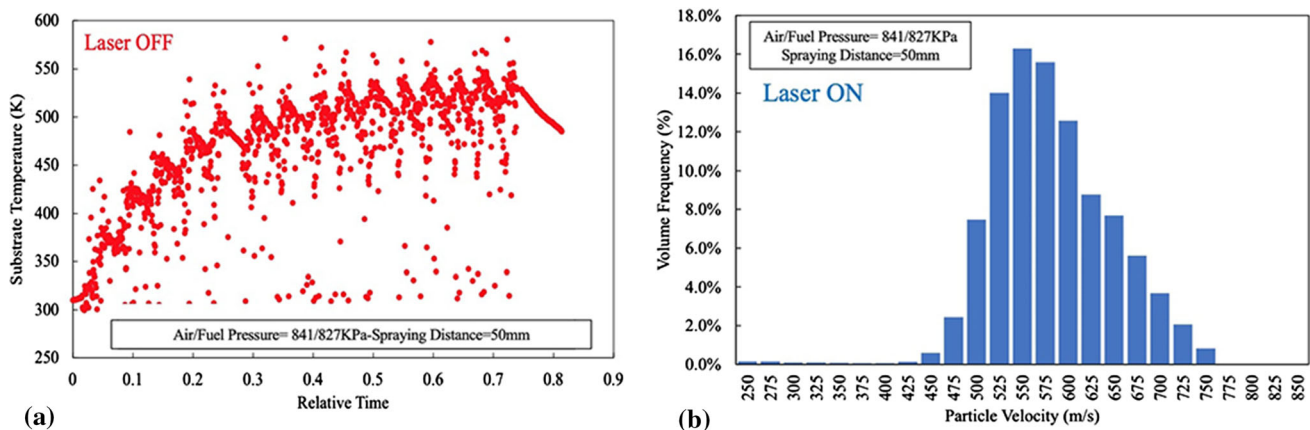 600
550
500
450
400
350
300
250
Substrate Temperature (K)
Laser OFF
Air/Fuel Pressure= 841/827KPa-Spraying Distance=50mm
0 0.1 0.2 0.3 0.4 0.5 0.6 0.7 0.8 0.9
Relative Time
(a)
18.0%
16.0%
14.0%
12.0%
10.0%
8.0%
6.0%
4.0%
2.0%
0.0%
Volume Frequency (%)
Air/Fuel Pressure= 841/827KPa
Spraying Distance=50mm
Laser ON
250 275 300 325 350 375 400 425 450 475 500 525 550 575 600 625 650 675 700 725 750 800 825 850
Particle Velocity (m/s)
(b)